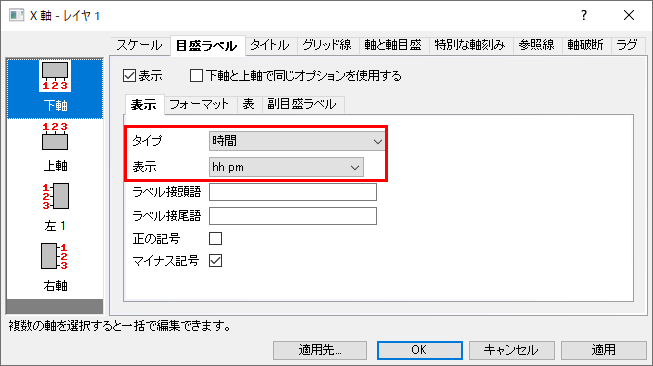 X 軸 - レイヤ 1
スケール 目盛ラベル タイトル グリッド線 軸と軸目盛 特別な軸刻み 参照線 軸破断 ラグ
123
下軸
123
上軸
1
2
3
左 1
1
2
3
右軸
表示 下軸と上軸で同じオプションを使用する
表示 フォーマット 表 副目盛ラベル
タイプ 時間
表示 hh pm
ラベル接頭語
ラベル接尾語
正の記号
マイナス記号
複数の軸を選択すると一括で編集できます。
適用先... OK キャンセル 適用